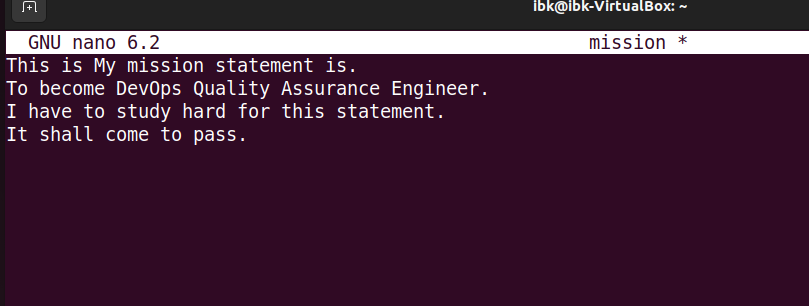 ibk@ibk-VirtualBox: ~
GNU nano 6.2 mission *
This is My mission statement is.
To become DevOps Quality Assurance Engineer.
I have to study hard for this statement.
It shall come to pass.